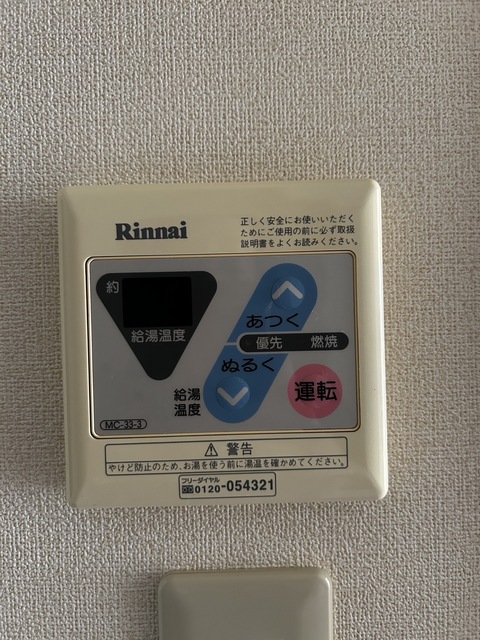 Rinnai
正しく安全にお使いいただく
ためにご使用の前に必ず取扱
説明書をよくお読みください。
約
給湯温度
あつく
優先 燃焼
ぬるく
給湯
温度
運転
MC-33-3
⚠ 警告
やけど防止のため、お湯を使う前に湯温を確かめてください。
フリーダイヤル
0120-054321